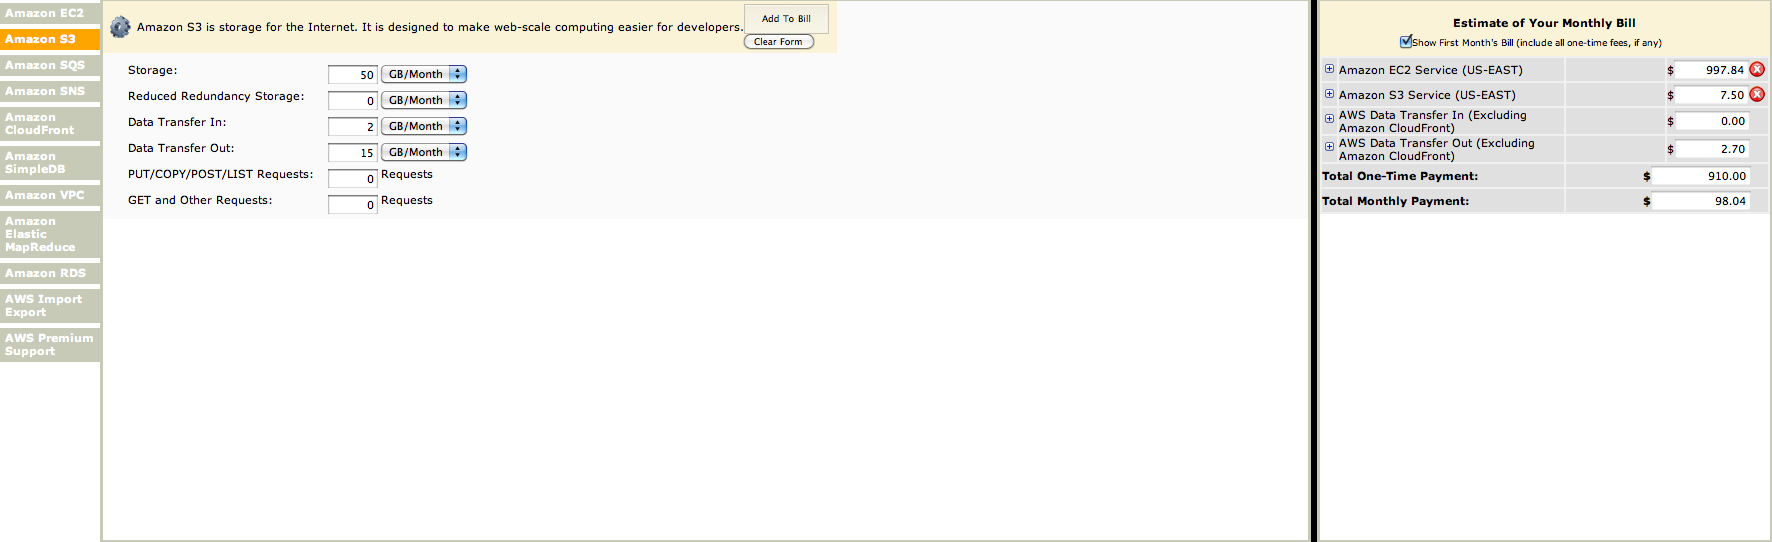 Amazon EC2
Amazon S3
Amazon SQS
Amazon SNS
Amazon
CloudFront
Amazon
SimpleDB
Amazon VPC
Amazon
Elastic
MapReduce
Amazon RDS
AWS Import
Export
AWS Premium
Support
Amazon S3 is storage for the Internet. It is designed to make web-scale computing easier for developers.
Add To Bill
Clear Form
Storage: 50 GB/Month
Reduced Redundancy Storage: 0 GB/Month
Data Transfer In: 2 GB/Month
Data Transfer Out: 15 GB/Month
PUT/COPY/POST/LIST Requests: 0 Requests
GET and Other Requests: 0 Requests
Estimate of Your Monthly Bill
Show First Month's Bill (include all one-time fees, if any)
Amazon EC2 Service (US-EAST) $ 997.84
Amazon S3 Service (US-EAST) $ 7.50
AWS Data Transfer In (Excluding
Amazon CloudFront) $ 0.00
AWS Data Transfer Out (Excluding
Amazon CloudFront) $ 2.70
Total One-Time Payment: $ 910.00
Total Monthly Payment: $ 98.04